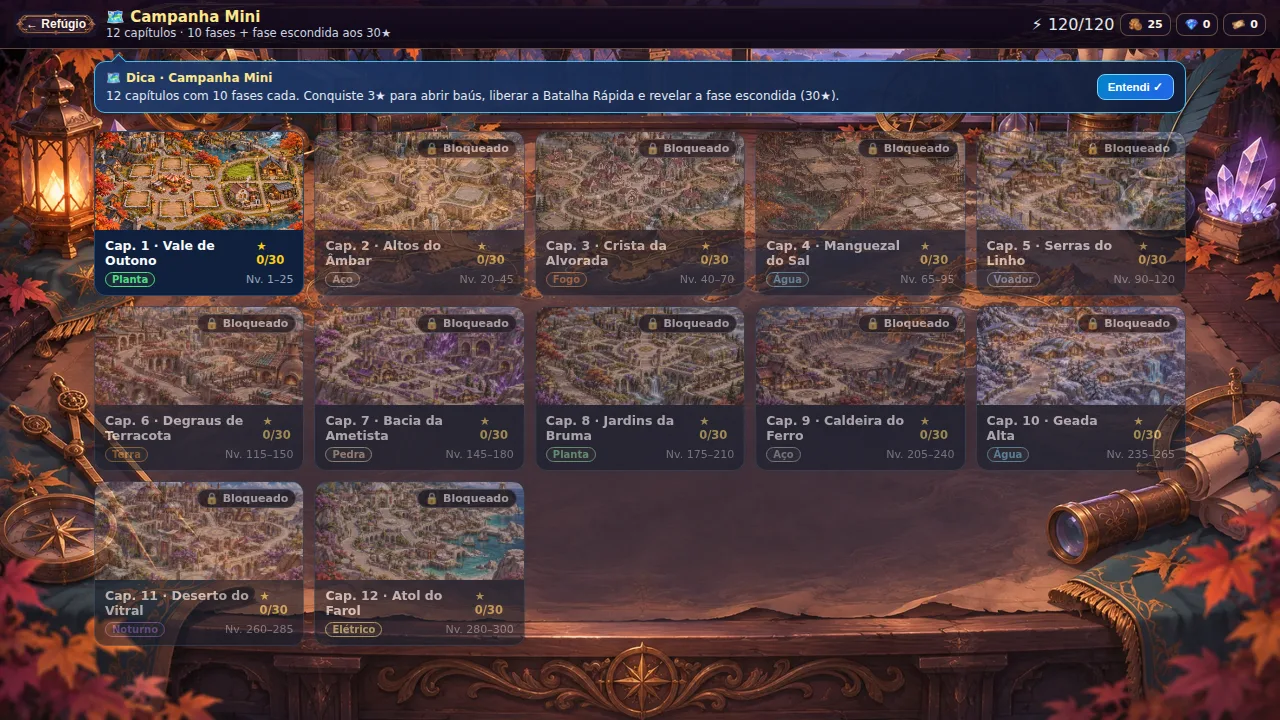 ← Refúgio
🗺️ Campanha Mini
12 capítulos · 10 fases + fase escondida aos 30★
⚡ 120/120
25
0
0
🗺️ Dica · Campanha Mini
12 capítulos com 10 fases cada. Conquiste 3★ para abrir baús, liberar a Batalha Rápida e revelar a fase escondida (30★).
Entendi ✓
Cap. 1 · Vale de Outono
★ 0/30
Planta
Nv. 1–25
🔒 Bloqueado
Cap. 2 · Altos do Âmbar
★ 0/30
Aço
Nv. 20–45
🔒 Bloqueado
Cap. 3 · Crista da Alvorada
★ 0/30
Fogo
Nv. 40–70
🔒 Bloqueado
Cap. 4 · Manguezal do Sal
★ 0/30
Água
Nv. 65–95
🔒 Bloqueado
Cap. 5 · Serras do Linho
★ 0/30
Voador
Nv. 90–120
🔒 Bloqueado
Cap. 6 · Degraus de Terracota
★ 0/30
Terra
Nv. 115–150
🔒 Bloqueado
Cap. 7 · Bacia da Ametista
★ 0/30
Pedra
Nv. 145–180
🔒 Bloqueado
Cap. 8 · Jardins da Bruma
★ 0/30
Planta
Nv. 175–210
🔒 Bloqueado
Cap. 9 · Caldeira do Ferro
★ 0/30
Aço
Nv. 205–240
🔒 Bloqueado
Cap. 10 · Geada Alta
★ 0/30
Água
Nv. 235–265
🔒 Bloqueado
Cap. 11 · Deserto do Vitral
★ 0/30
Noturno
Nv. 260–285
🔒 Bloqueado
Cap. 12 · Atol do Farol
★ 0/30
Elétrico
Nv. 280–300